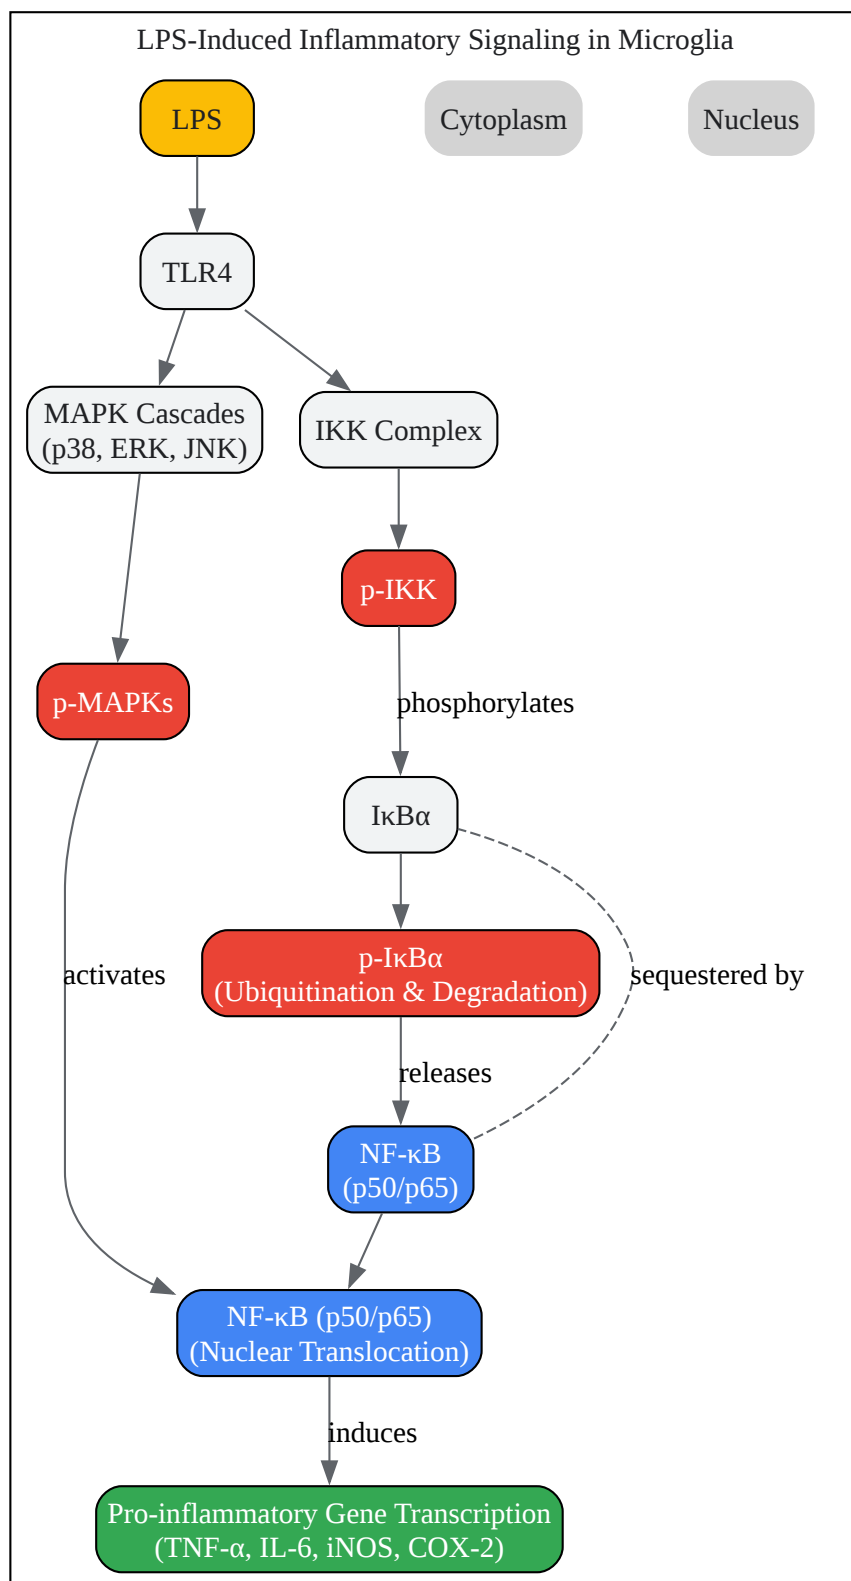 LPS-Induced Inflammatory Signaling in Microglia
LPS
Cytoplasm
Nucleus
TLR4
MAPK Cascades
(p38, ERK, JNK)
IKK Complex
p-IKK
p-MAPKs
phosphorylates
IκBα
p-IκBα
(Ubiquitination & Degradation)
activates
sequestered by
releases
NF-κB
(p50/p65)
NF-κB (p50/p65)
(Nuclear Translocation)
induces
Pro-inflammatory Gene Transcription
(TNF-α, IL-6, iNOS, COX-2)